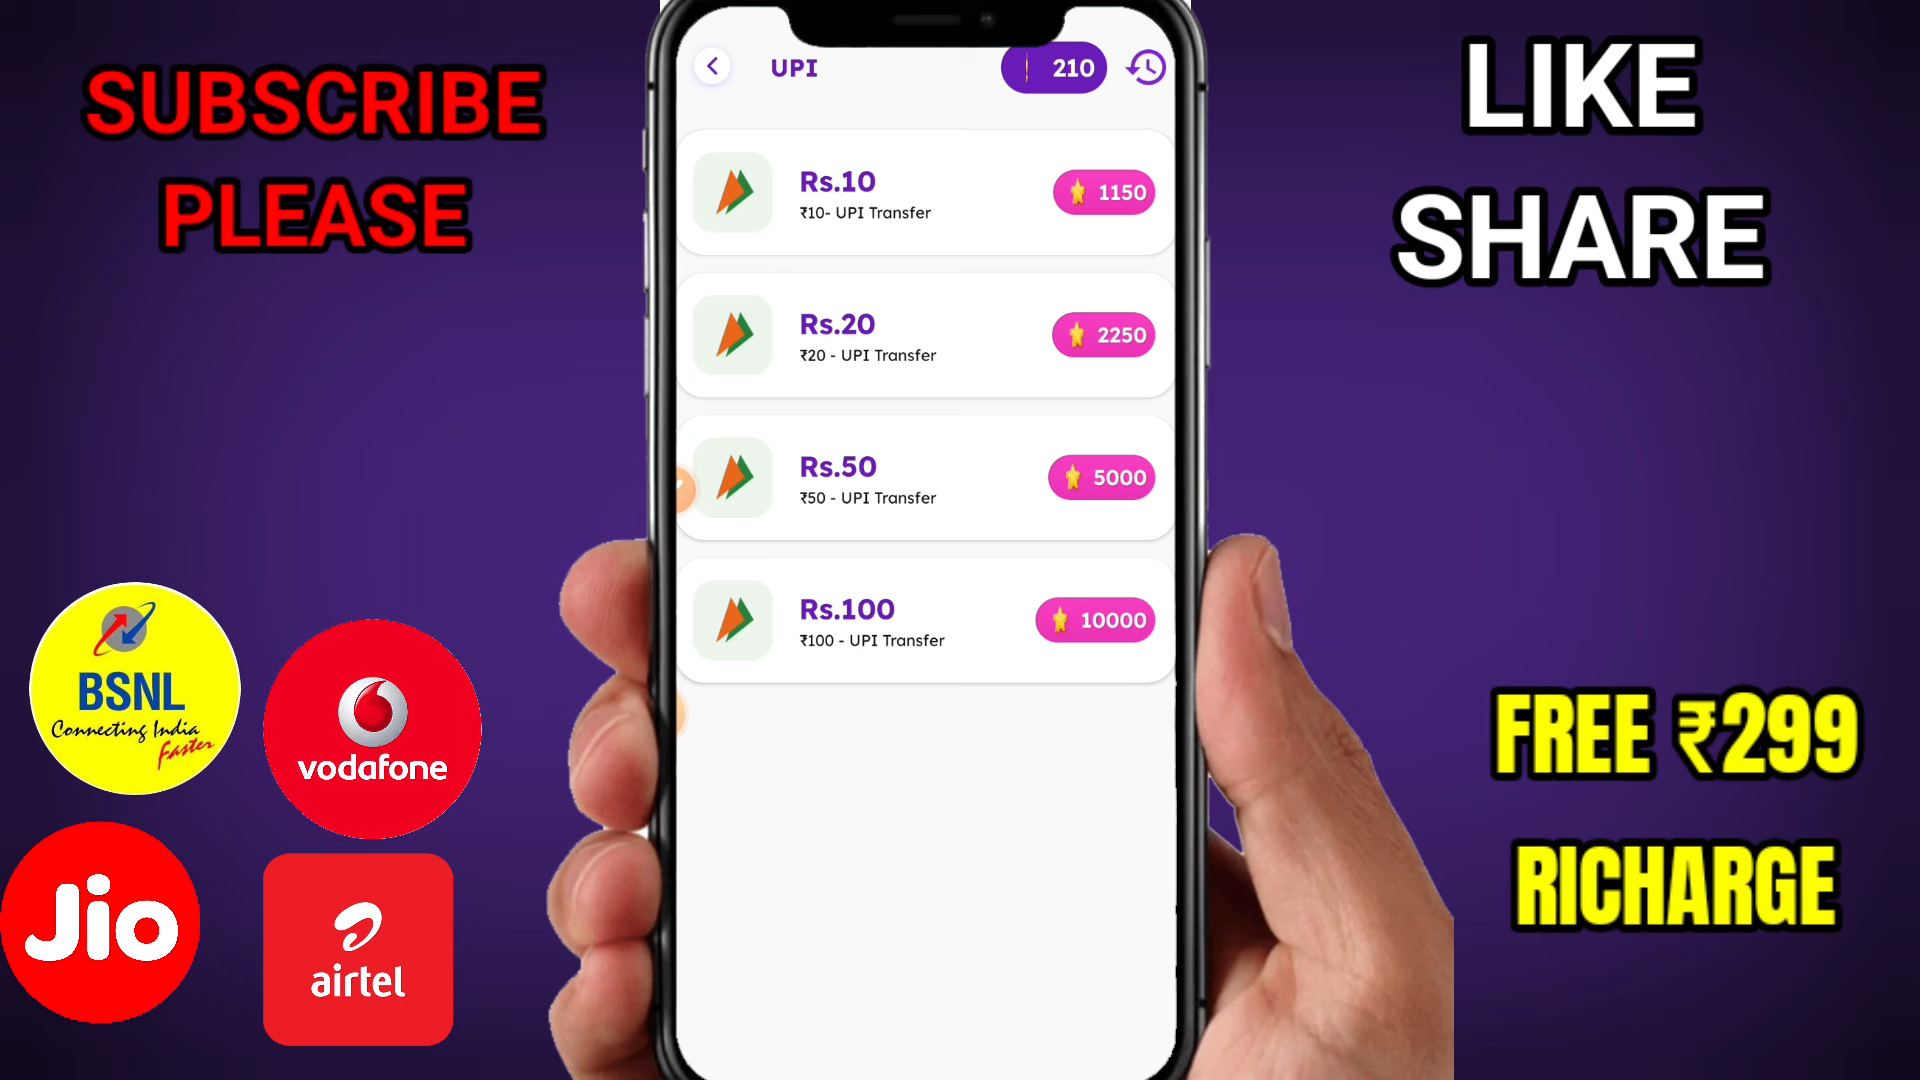 SUBSCRIBE
PLEASE
LIKE
SHARE
UPI
210
Rs.10
₹10- UPI Transfer
1150
Rs.20
₹20 - UPI Transfer
2250
Rs.50
₹50 - UPI Transfer
5000
Rs.100
₹100 - UPI Transfer
10000
BSNL
Connecting India
Faster
vodafone
Jio
airtel
FREE ₹299
RICHARGE